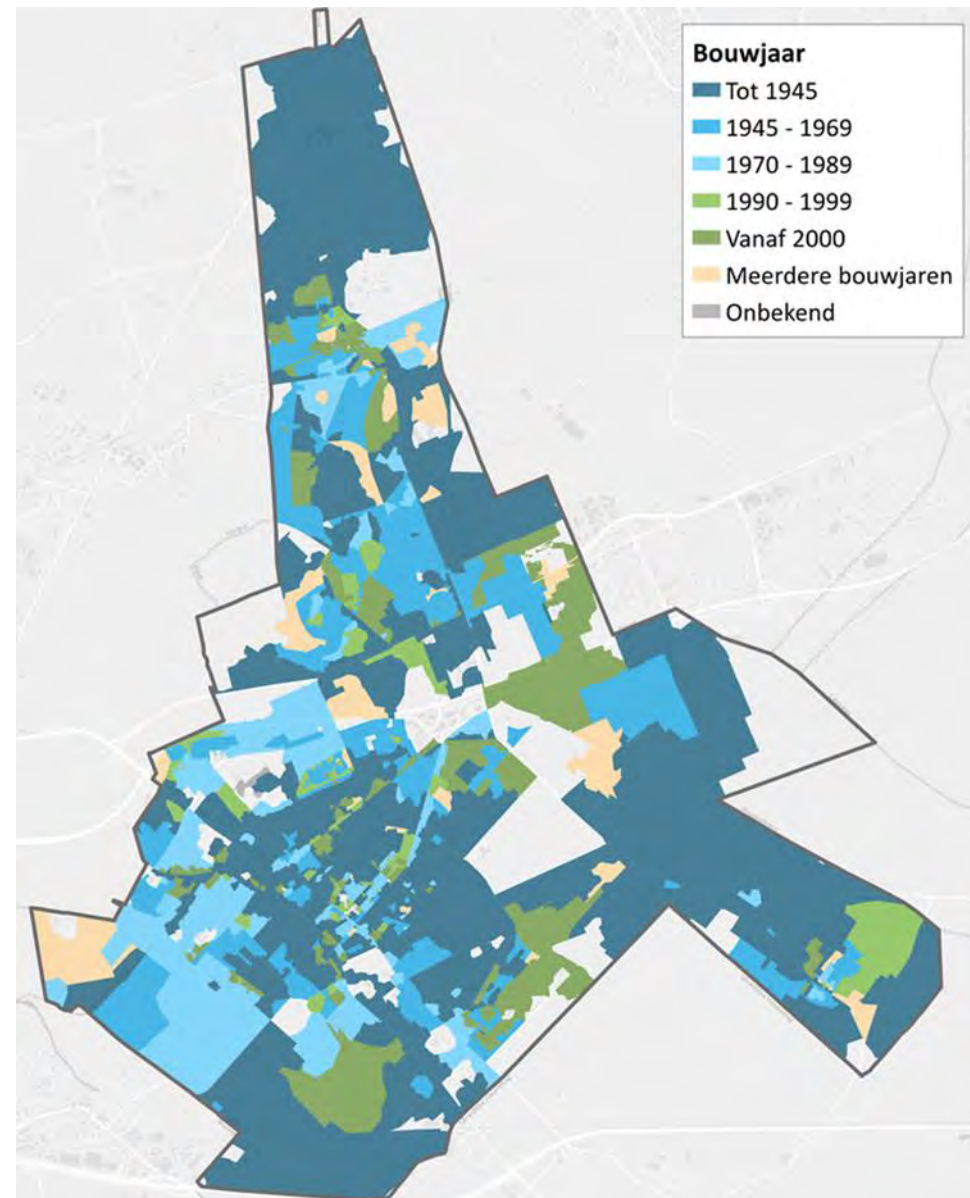 Bouwjaar
Tot 1945
1945 - 1969
1970 - 1989
1990 - 1999
Vanaf 2000
Meerdere bouwjaren
Onbekend